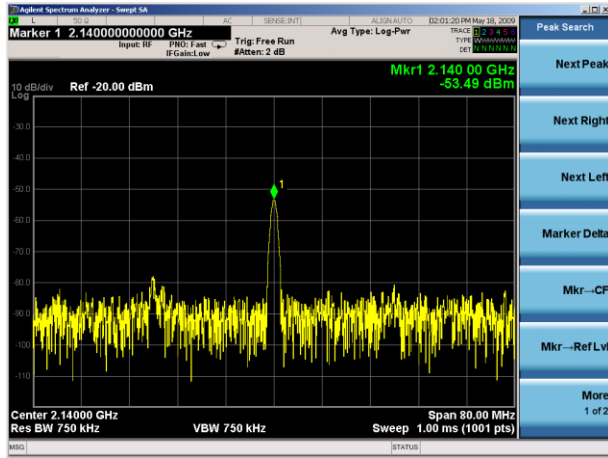 Agilent Spectrum Analyzer - Swept SA
L 50 Ω AC SENSE:INT ALIGN AUTO 02:01:20 PM May 18, 2009
Marker 1 2.140000000000 GHz
Input: RF PNO: Fast IFGain:Low
Trig: Free Run
#Atten: 2 dB
Avg Type: Log-Pwr
TRACE 1 2 3 4 5 6
TYPE
DET N N N N N N
Peak Search
Mkr1 2.140 00 GHz
-53.49 dBm
10 dB/div Ref -20.00 dBm
Log
-30.0
-40.0
-50.0
-60.0
-70.0
-80.0
-90.0
-100
-110
1
Next Peak
Next Right
Next Left
Marker Delta
Mkr→CF
Mkr→Ref Lvl
More
1 of 2
Center 2.14000 GHz Span 80.00 MHz
Res BW 750 kHz VBW 750 kHz Sweep 1.00 ms (1001 pts)
MSG STATUS